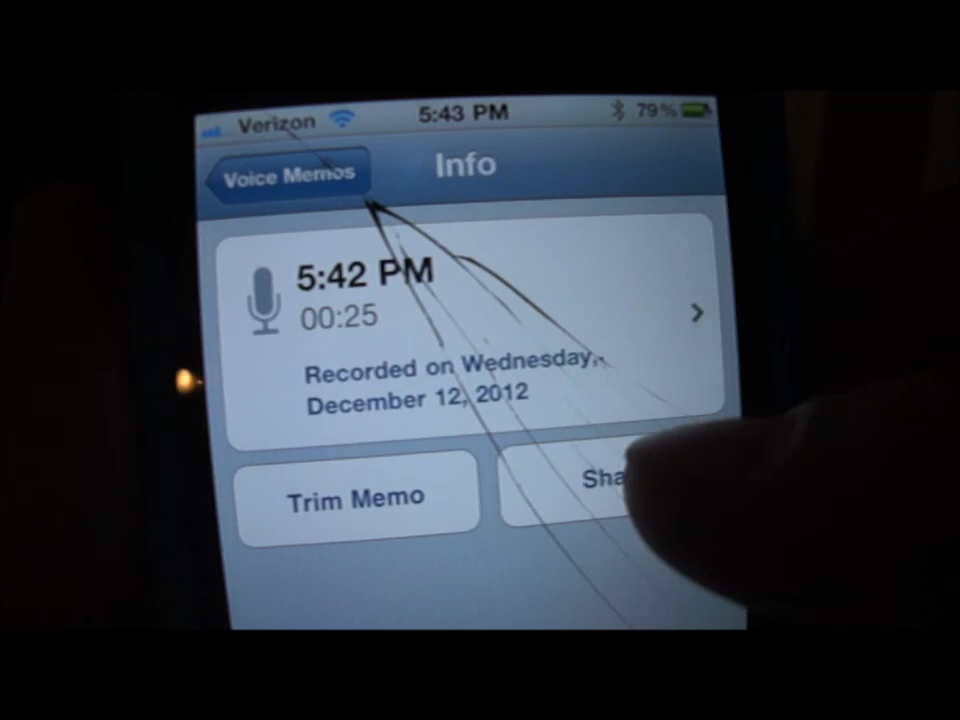 Verizon 5:43 PM 79%
Voice Memos Info
5:42 PM
00:25
Recorded on Wednesday,
December 12, 2012
Trim Memo Sha